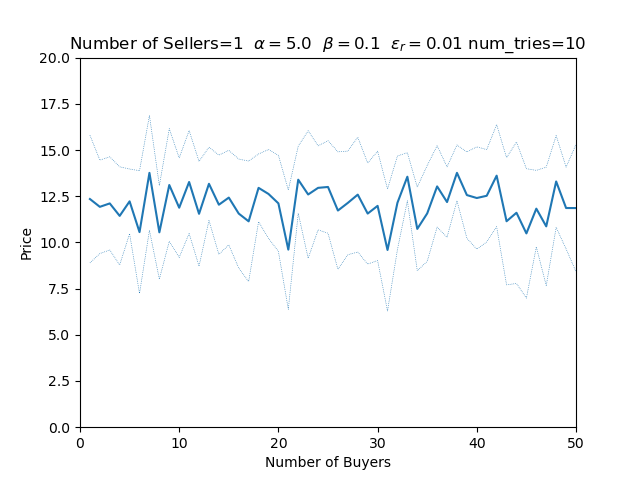 Number of Sellers=1 α = 5.0 β = 0.1 ε_r = 0.01 num_tries=10
20.0
17.5
15.0
12.5
10.0
7.5
5.0
2.5
0.0
Price
0 10 20 30 40 50
Number of Buyers